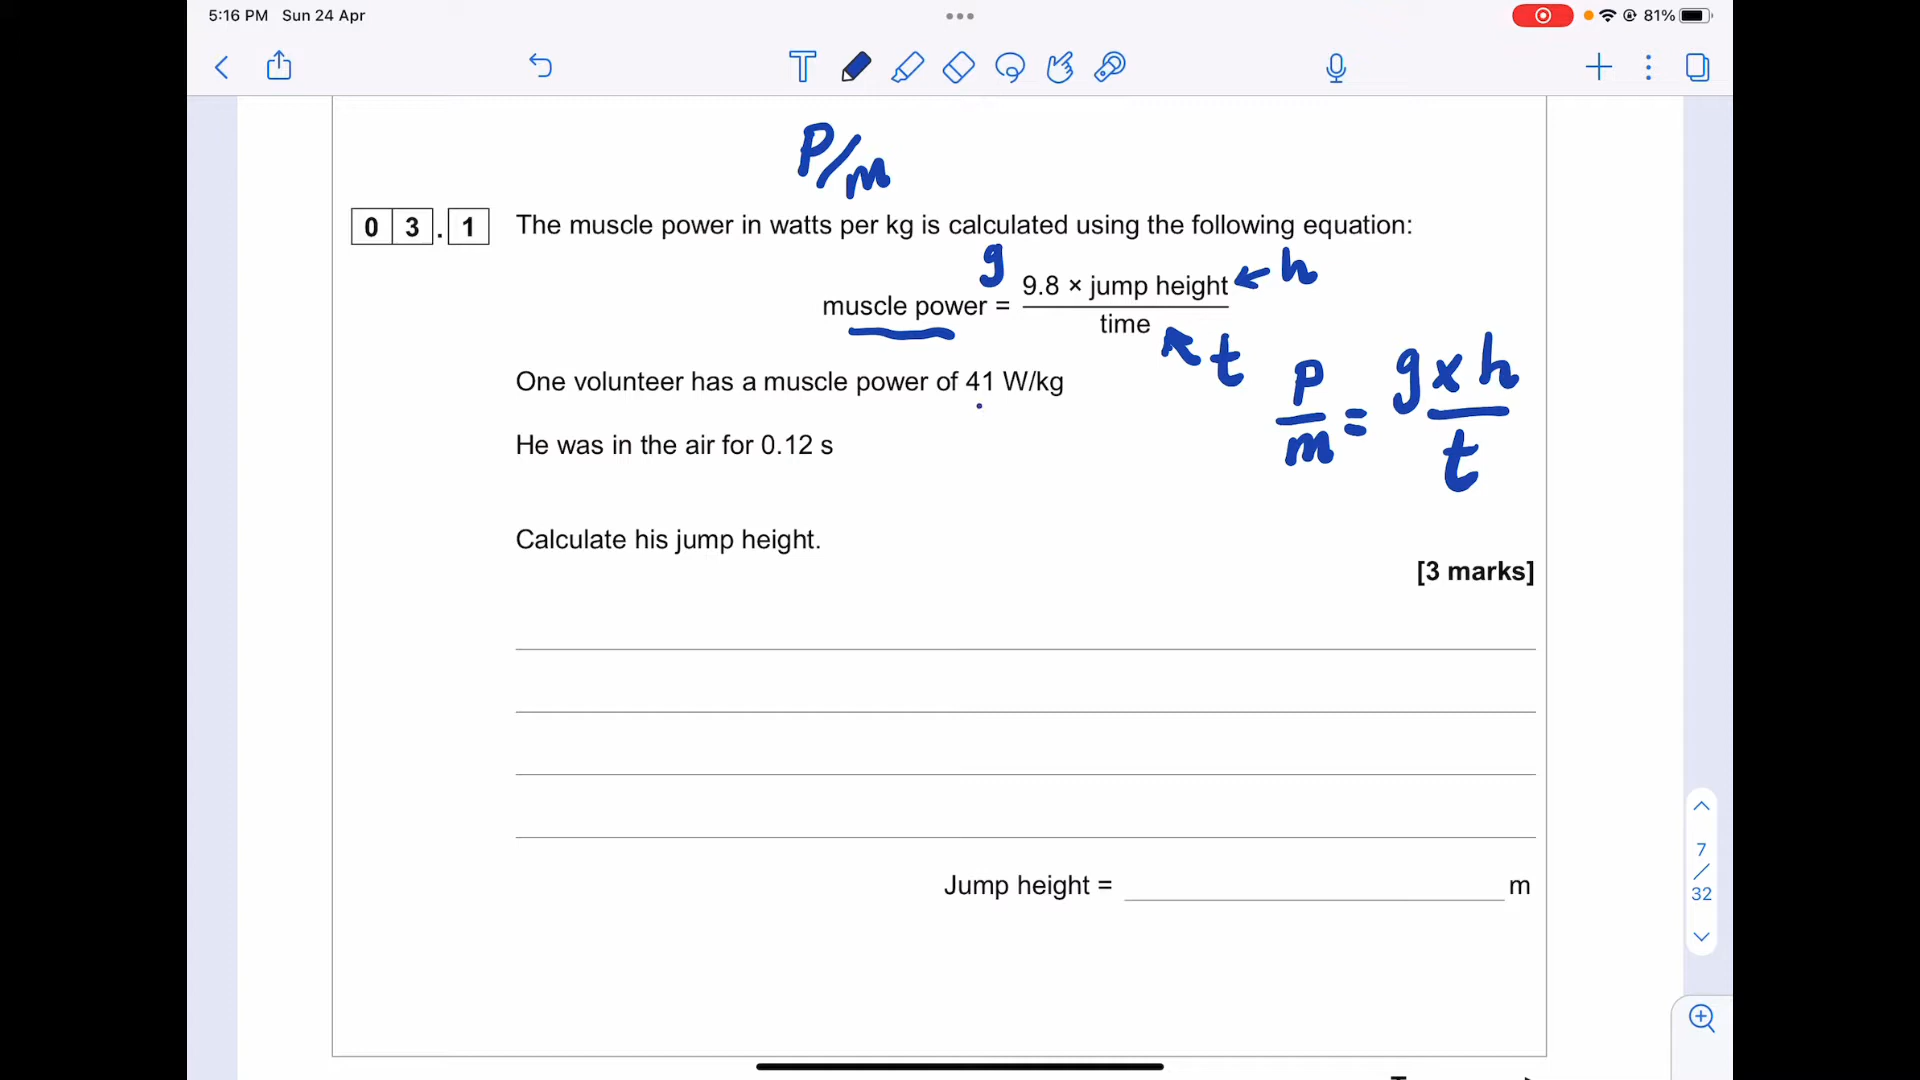 5:16 PM Sun 24 Apr
81%
T
P/m
0 3 . 1 The muscle power in watts per kg is calculated using the following equation:
g
9.8 × jump height ← h
muscle power =
time
t
One volunteer has a muscle power of 41 W/kg
P/m = g x h/t
He was in the air for 0.12 s
Calculate his jump height.
[3 marks]
7
/
32
Jump height = m